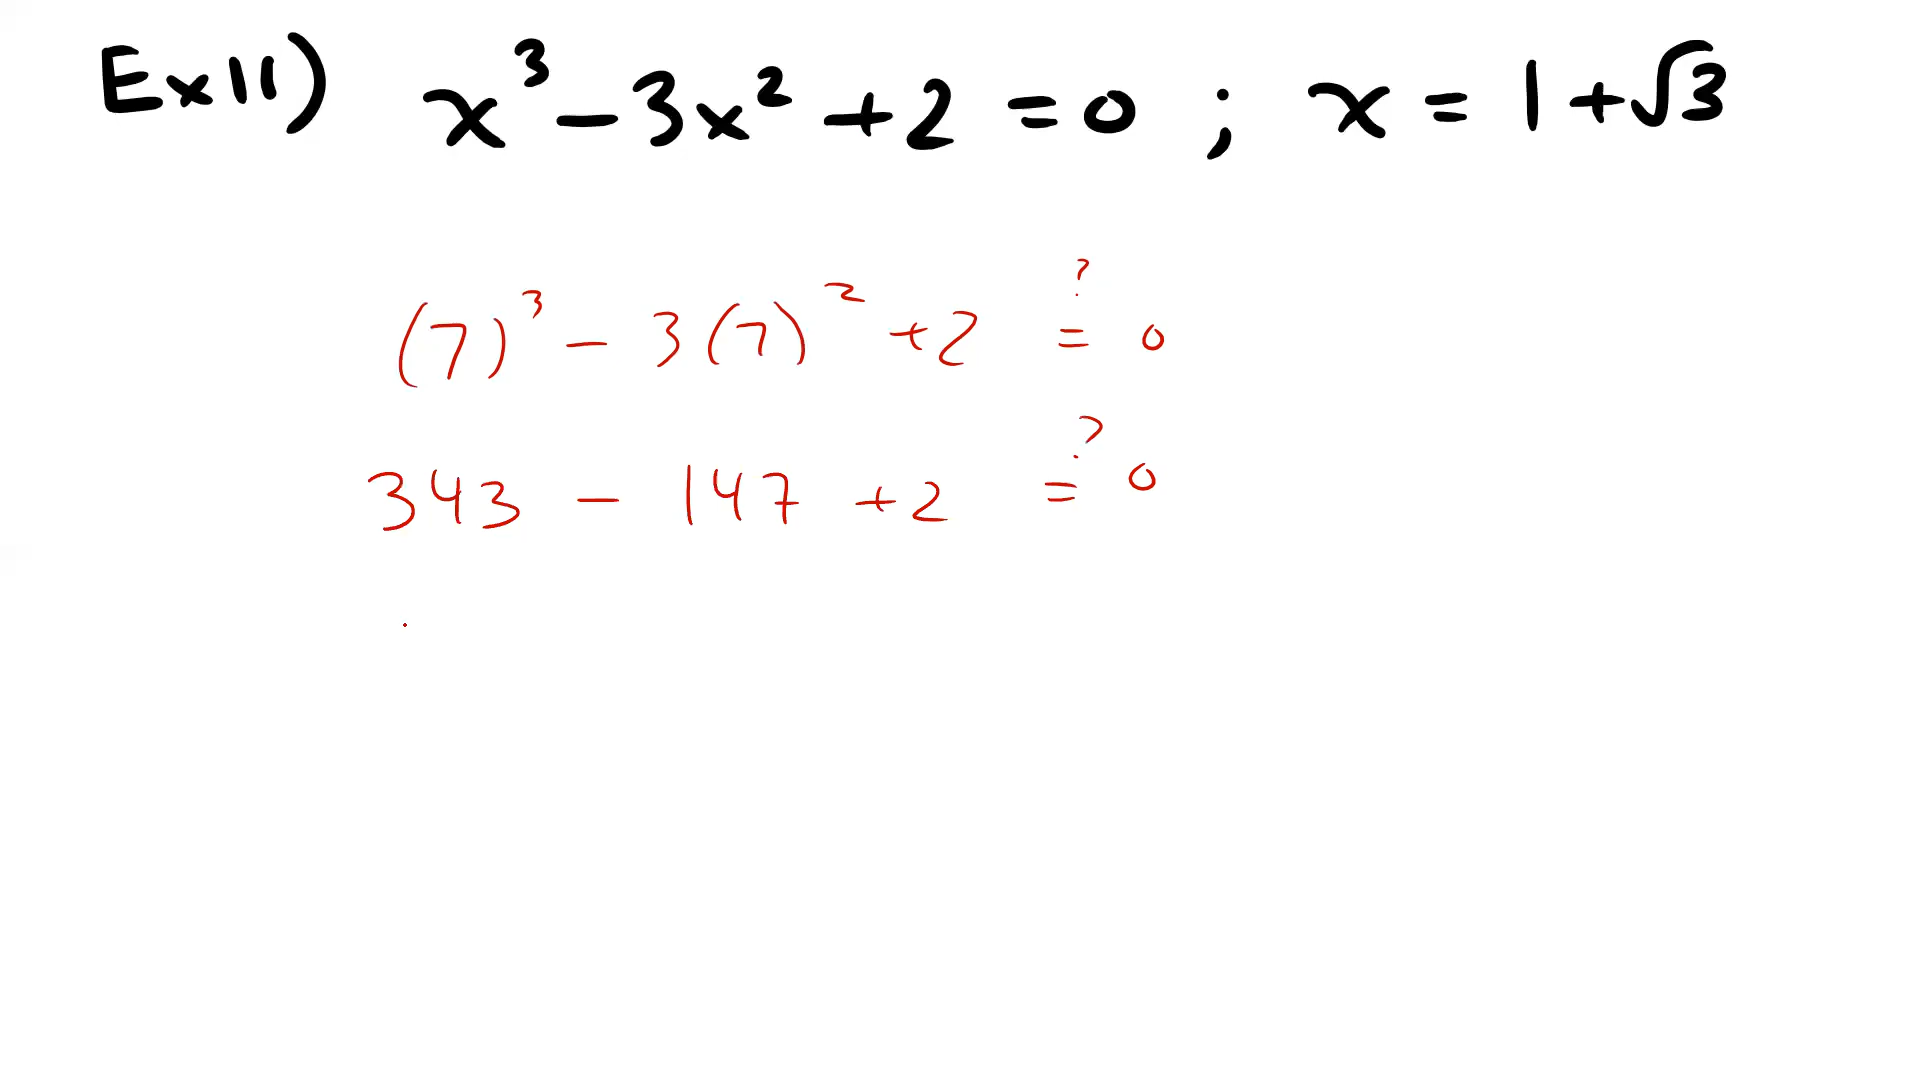 Ex11) x³ - 3x² + 2 = 0 ; x = 1 + √3
(7)³ - 3(7)² + 2 ≟ 0
343 - 147 + 2 ≟ 0